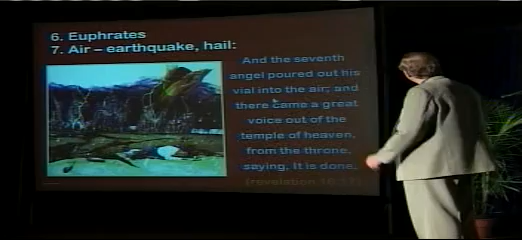 6. Euphrates
7. Air – earthquake, hail:
And the seventh
angel poured out his
vial into the air; and
there came a great
voice out of the
temple of heaven,
from the throne,
saying, It is done.
(revelation 16:17)